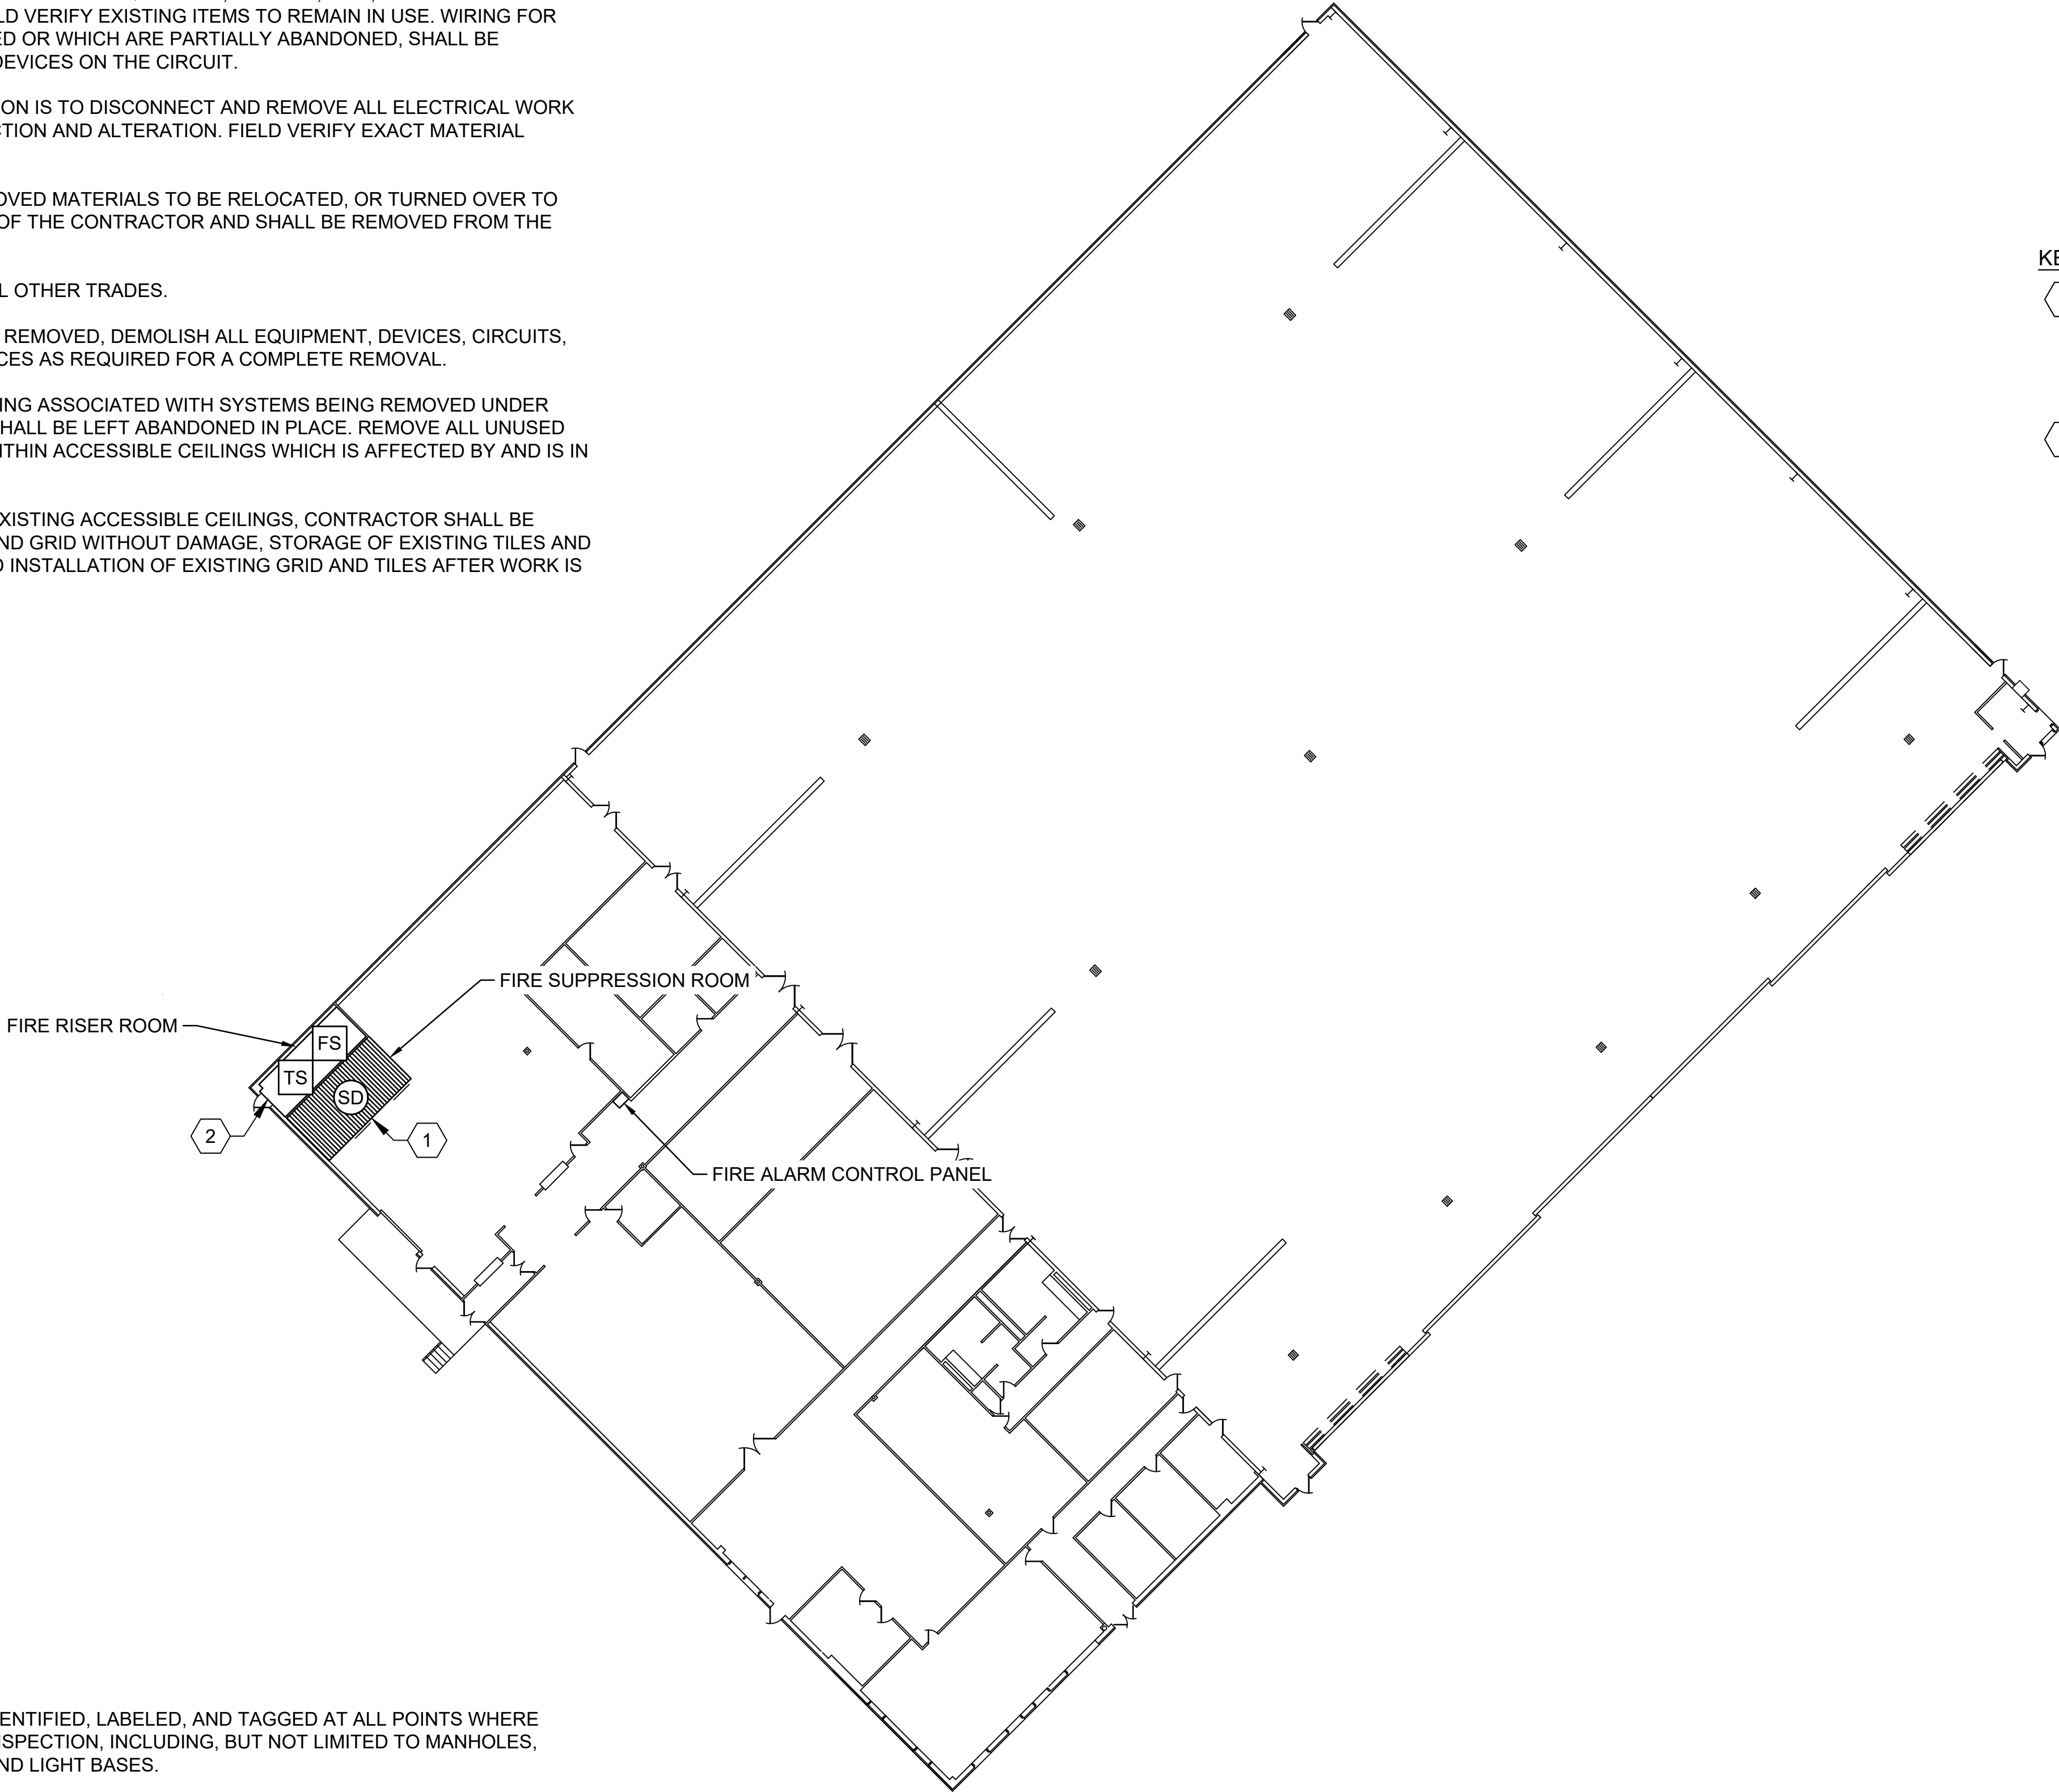 LD VERIFY EXISTING ITEMS TO REMAIN IN USE. WIRING FOR
ED OR WHICH ARE PARTIALLY ABANDONED, SHALL BE
DEVICES ON THE CIRCUIT.
ON IS TO DISCONNECT AND REMOVE ALL ELECTRICAL WORK
CTION AND ALTERATION. FIELD VERIFY EXACT MATERIAL
OVED MATERIALS TO BE RELOCATED, OR TURNED OVER TO
OF THE CONTRACTOR AND SHALL BE REMOVED FROM THE
L OTHER TRADES.
REMOVED, DEMOLISH ALL EQUIPMENT, DEVICES, CIRCUITS,
CES AS REQUIRED FOR A COMPLETE REMOVAL.
ING ASSOCIATED WITH SYSTEMS BEING REMOVED UNDER
SHALL BE LEFT ABANDONED IN PLACE. REMOVE ALL UNUSED
ITHIN ACCESSIBLE CEILINGS WHICH IS AFFECTED BY AND IS IN
EXISTING ACCESSIBLE CEILINGS, CONTRACTOR SHALL BE
ND GRID WITHOUT DAMAGE, STORAGE OF EXISTING TILES AND
D INSTALLATION OF EXISTING GRID AND TILES AFTER WORK IS
KE
FIRE SUPPRESSION ROOM
FIRE RISER ROOM
FS
TS
SD
2
1
FIRE ALARM CONTROL PANEL
ENTIFIED, LABELED, AND TAGGED AT ALL POINTS WHERE
NSPECTION, INCLUDING, BUT NOT LIMITED TO MANHOLES,
ND LIGHT BASES.